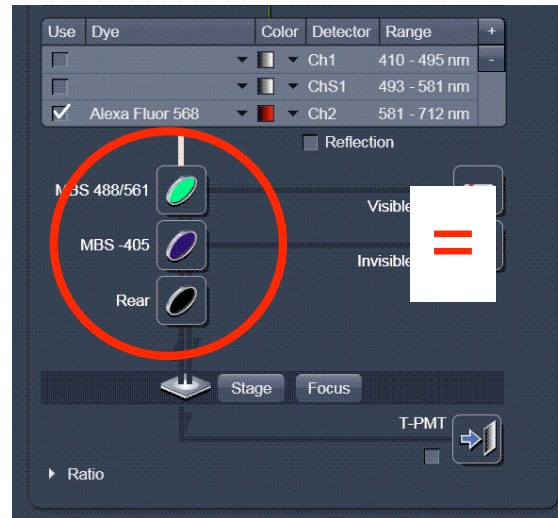 Use Dye Color Detector Range +
Ch1 410 - 495 nm -
ChS1 493 - 581 nm
Alexa Fluor 568 Ch2 581 - 712 nm
Reflection
MBS 488/561
Visible
MBS -405
Invisible
=
Rear
Stage Focus
T-PMT
Ratio